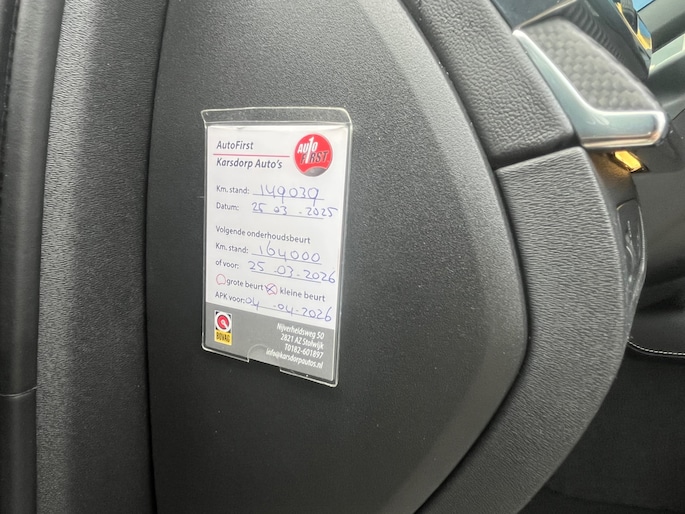 AutoFirst
Karsdorp Auto's
AUTO
FIRST
Km. stand: 149039
Datum: 25 03 - 2025
Volgende onderhoudsbeurt
Km. stand: 164000
of voor: 25 - 03 - 2026
grote beurt kleine beurt
APK voor: 04 - 04 - 2026
BOVAG
Nijverheidsweg 50
2821 AZ Stolwijk
T0182-601897
info@karsdorpautos.nl